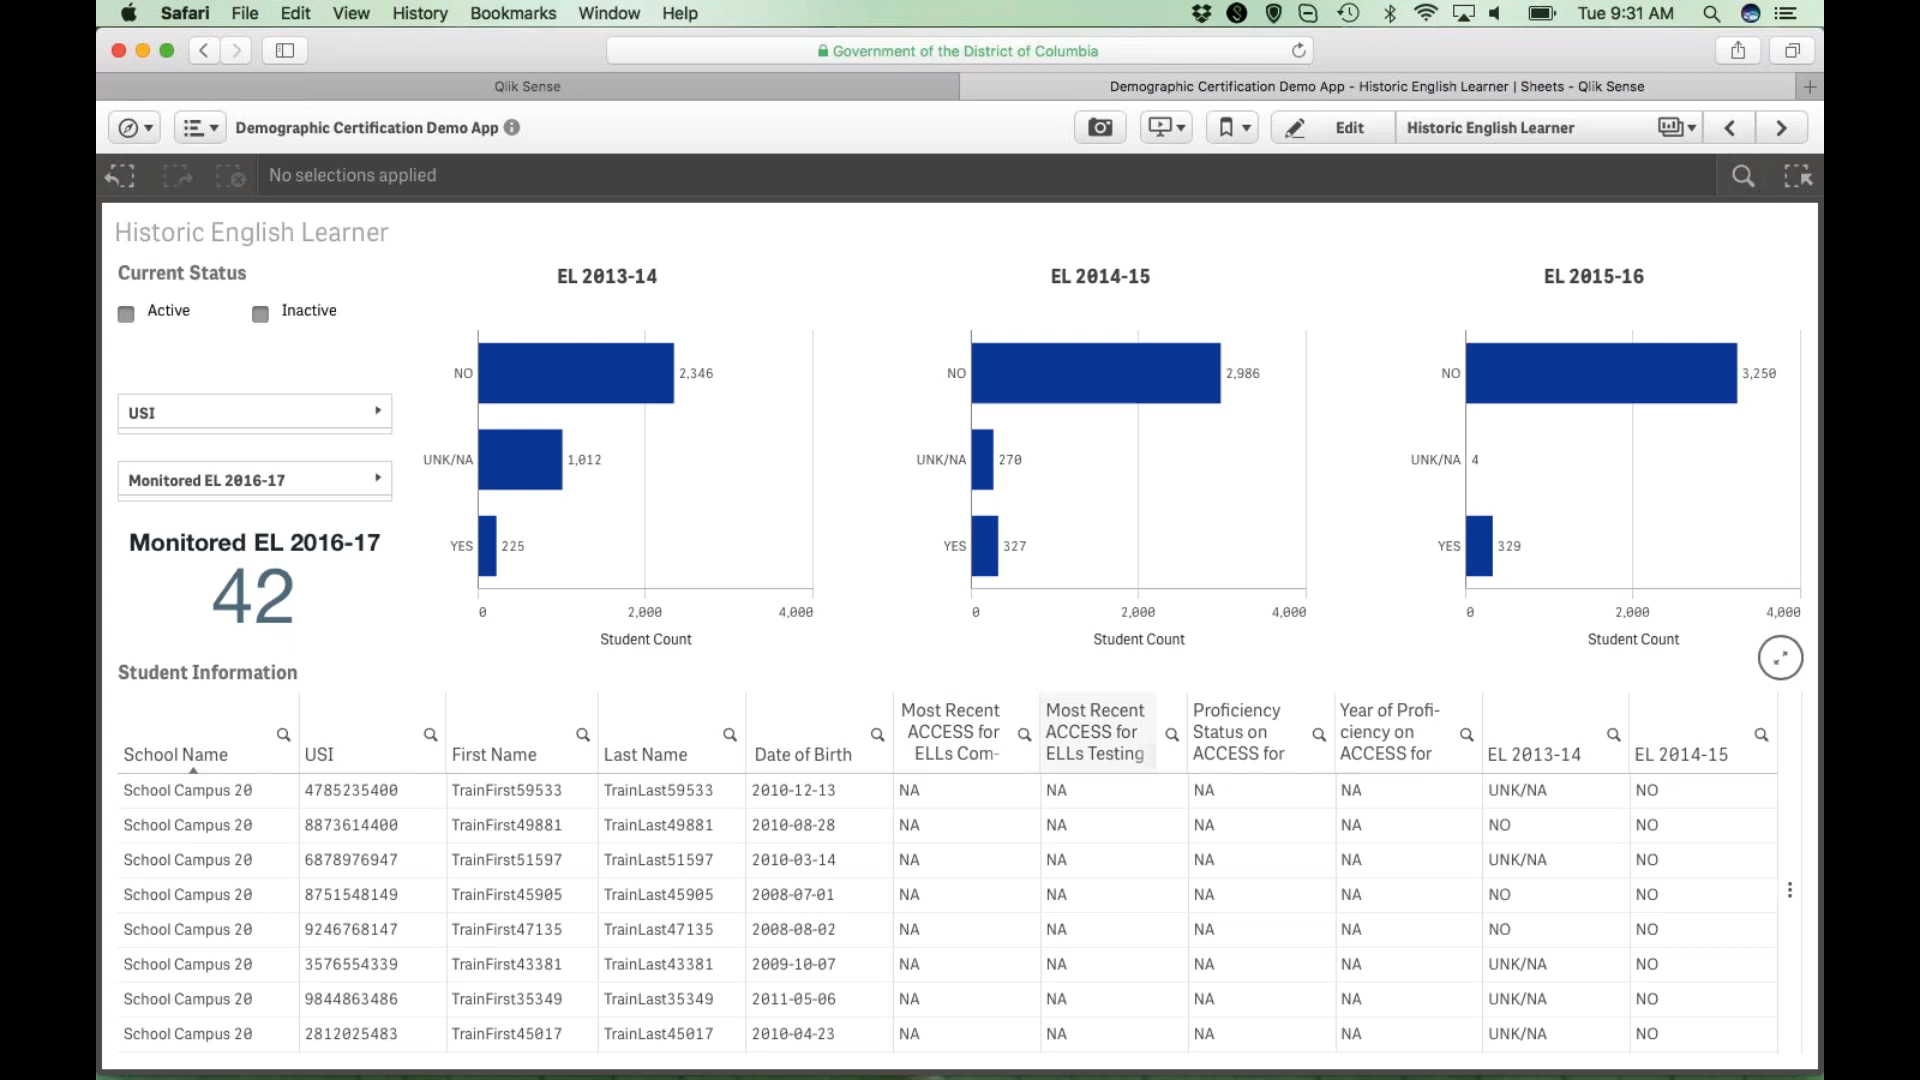 Safari File Edit View History Bookmarks Window Help Tue 9:31 AM
Government of the District of Columbia
Qlik Sense Demographic Certification Demo App - Historic English Learner | Sheets - Qlik Sense
Demographic Certification Demo App Edit Historic English Learner
No selections applied
Historic English Learner
Current Status
Active Inactive
USI
Monitored EL 2016-17
Monitored EL 2016-17
42
EL 2013-14
NO 2,346
UNK/NA 1,012
YES 225
0 2,000 4,000
Student Count
EL 2014-15
NO 2,986
UNK/NA 270
YES 327
0 2,000 4,000
Student Count
EL 2015-16
NO 3,250
UNK/NA 4
YES 329
0 2,000 4,000
Student Count
Student Information
School Name
USI
First Name
Last Name
Date of Birth
Most Recent
ACCESS for
ELLs Com-
Most Recent
ACCESS for
ELLs Testing
Proficiency
Status on
ACCESS for
Year of Profi-
ciency on
ACCESS for
EL 2013-14
EL 2014-15
School Campus 20 4785235400 TrainFirst59533 TrainLast59533 2010-12-13 NA NA NA NA UNK/NA NO
School Campus 20 8873614400 TrainFirst49881 TrainLast49881 2010-08-28 NA NA NA NA NO NO
School Campus 20 6878976947 TrainFirst51597 TrainLast51597 2010-03-14 NA NA NA NA UNK/NA NO
School Campus 20 8751548149 TrainFirst45905 TrainLast45905 2008-07-01 NA NA NA NA NO NO
School Campus 20 9246768147 TrainFirst47135 TrainLast47135 2008-08-02 NA NA NA NA NO NO
School Campus 20 3576554339 TrainFirst43381 TrainLast43381 2009-10-07 NA NA NA NA UNK/NA NO
School Campus 20 9844863486 TrainFirst35349 TrainLast35349 2011-05-06 NA NA NA NA UNK/NA NO
School Campus 20 2812025483 TrainFirst45017 TrainLast45017 2010-04-23 NA NA NA NA UNK/NA NO